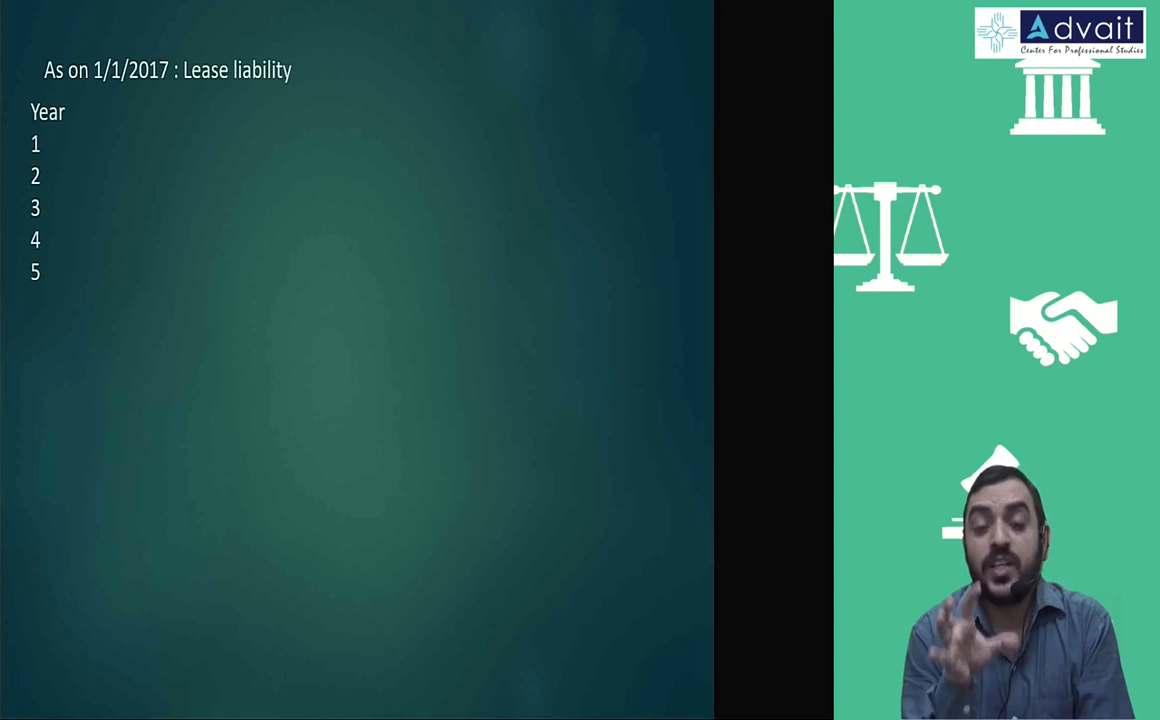 As on 1/1/2017 : Lease liability
Year
1
2
3
4
5
Advait
Center For Professional Studies